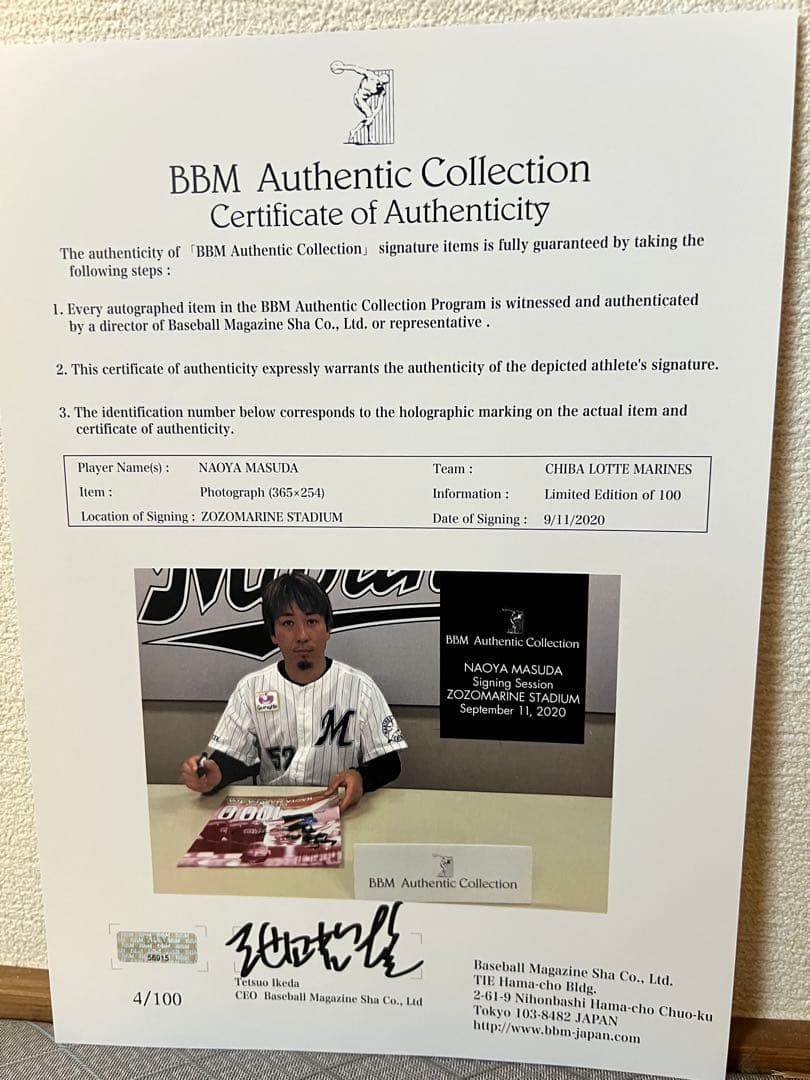 BBM Authentic Collection
Certificate of Authenticity
The authenticity of 「BBM Authentic Collection」 signature items is fully guaranteed by taking the
following steps :
1. Every autographed item in the BBM Authentic Collection Program is witnessed and authenticated
by a director of Baseball Magazine Sha Co., Ltd. or representative .
2. This certificate of authenticity expressly warrants the authenticity of the depicted athlete's signature.
3. The identification number below corresponds to the holographic marking on the actual item and
certificate of authenticity.
Player Name(s) : NAOYA MASUDA Team : CHIBA LOTTE MARINES
Item : Photograph (365×254) Information : Limited Edition of 100
Location of Signing : ZOZOMARINE STADIUM Date of Signing : 9/11/2020
BBM Authentic Collection
NAOYA MASUDA
Signing Session
ZOZOMARINE STADIUM
September 11, 2020
M
52
NAOYA MASUDA
100
BBM Authentic Collection
BBM
56915
4/100
Tetsuo Ikeda
CEO Baseball Magazine Sha Co., Ltd
Baseball Magazine Sha Co., Ltd.
TIE Hama-cho Bldg.
2-61-9 Nihonbashi Hama-cho Chuo-ku
Tokyo 103-8482 JAPAN
http://www.bbm-japan.com